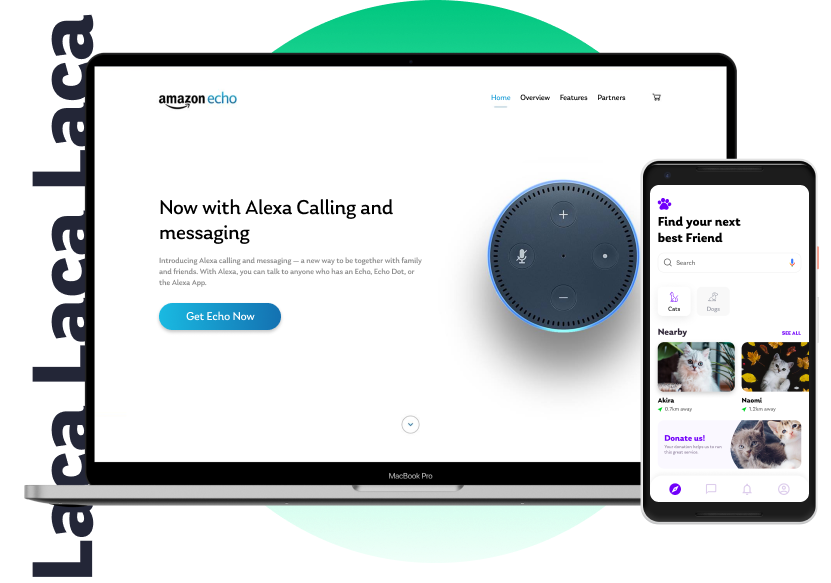 Laca Laca Laca
amazon echo
Home Overview Features Partners
Now with Alexa Calling and
messaging
Introducing Alexa calling and messaging — a new way to be together with family
and friends. With Alexa, you can talk to anyone who has an Echo, Echo Dot, or
the Alexa App.
Get Echo Now
MacBook Pro
Find your next
best Friend
Search
Cats Dogs
Nearby SEE ALL
Akira Naomi
0.7km away 1.2km away
Donate us!
Your donation helps us to run
this great service.